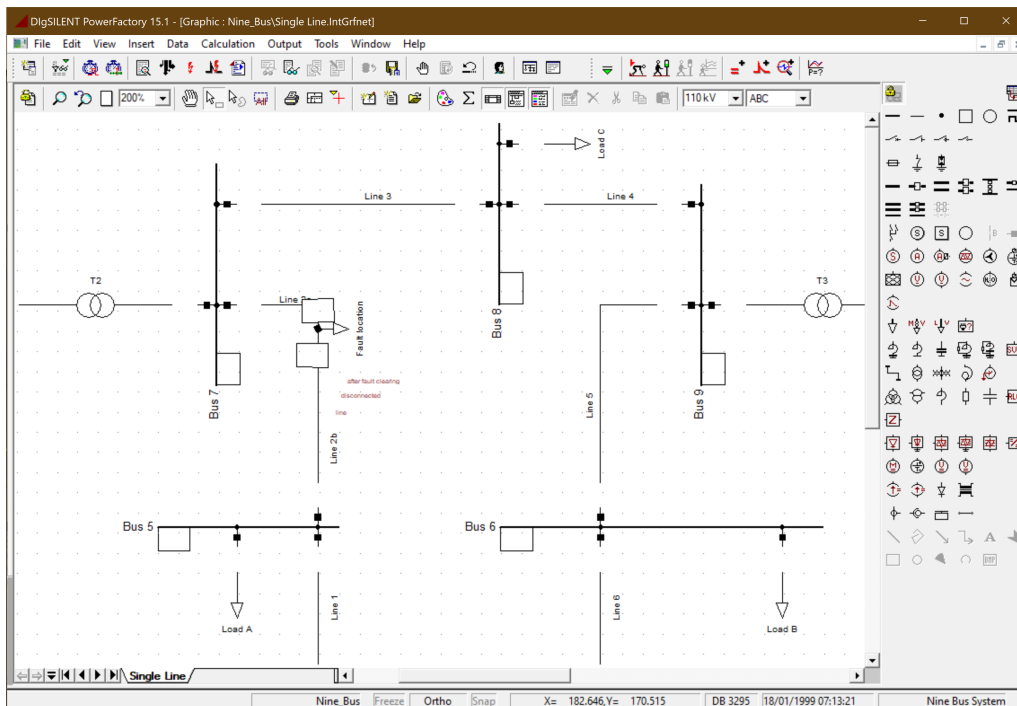 DIgSILENT PowerFactory 15.1 - [Graphic : Nine_Bus\Single Line.IntGrfnet]
File Edit View Insert Data Calculation Output Tools Window Help
200%
110 kV
ABC
Load C
Line 3
Line 4
T2
Line 2a
T3
Fault location
Bus 8
after fault clearing
disconnected
line
Bus 7
Line 5
Bus 9
Line 2b
Bus 5
Bus 6
Line 1
Line 6
Load A
Load B
Single Line
Nine_Bus Freeze Ortho Snap X= 182.646,Y= 170.515 DB 3295 18/01/1999 07:13:21 Nine Bus System